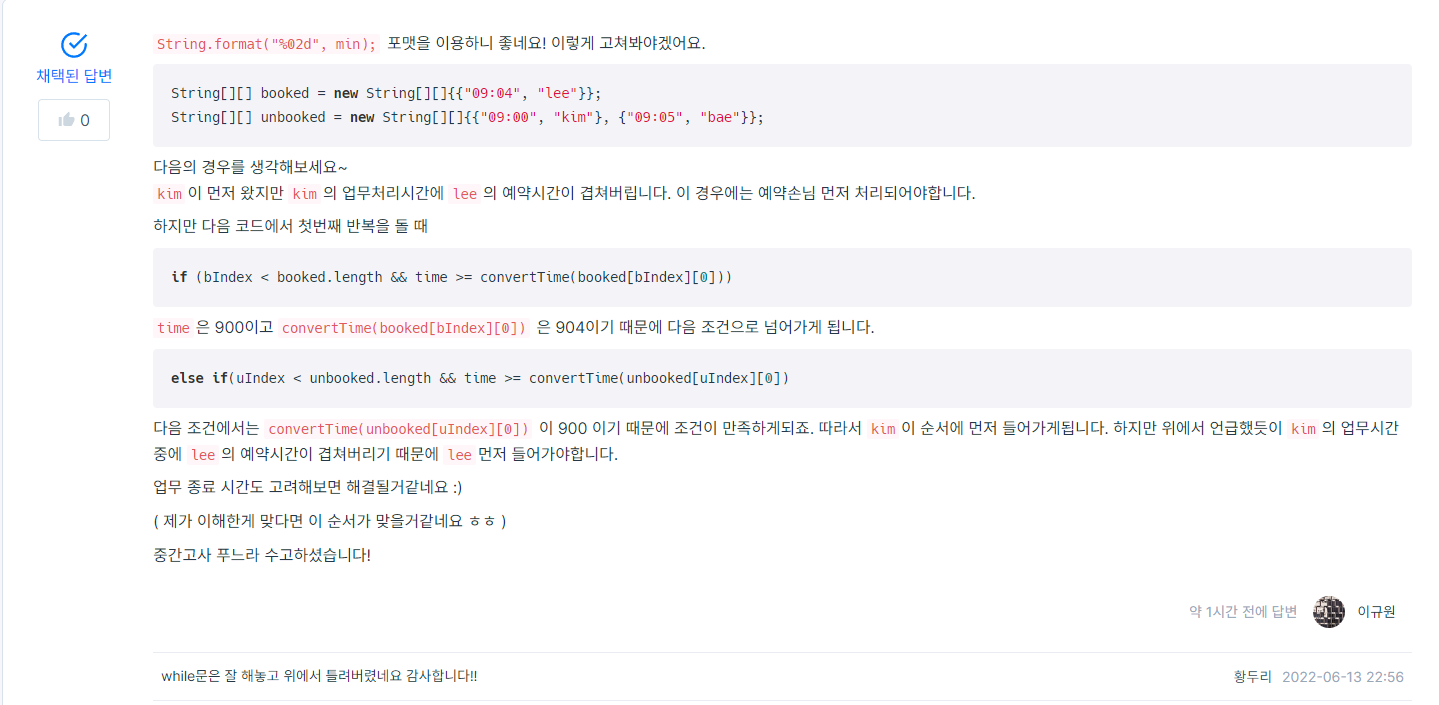 String.format("%02d", min); 포맷을 이용하니 좋네요! 이렇게 고쳐봐야겠어요.
채택된 답변
0
String[][] booked = new String[][]{{"09:04", "lee"}};
String[][] unbooked = new String[][]{{"09:00", "kim"}, {"09:05", "bae"}};
다음의 경우를 생각해보세요~
kim 이 먼저 왔지만 kim 의 업무처리시간에 lee 의 예약시간이 겹쳐버립니다. 이 경우에는 예약손님 먼저 처리되어야합니다.
하지만 다음 코드에서 첫번째 반복을 돌 때
if (bIndex < booked.length && time >= convertTime(booked[bIndex][0]))
time 은 900이고 convertTime(booked[bIndex][0]) 은 904이기 때문에 다음 조건으로 넘어가게 됩니다.
else if(uIndex < unbooked.length && time >= convertTime(unbooked[uIndex][0])
다음 조건에서는 convertTime(unbooked[uIndex][0]) 이 900 이기 때문에 조건이 만족하게되죠. 따라서 kim 이 순서에 먼저 들어가게됩니다. 하지만 위에서 언급했듯이 kim 의 업무시간
중에 lee 의 예약시간이 겹쳐버리기 때문에 lee 먼저 들어가야합니다.
업무 종료 시간도 고려해보면 해결될거같네요 :)
( 제가 이해한게 맞다면 이 순서가 맞을거같네요 ㅎㅎ )
중간고사 푸느라 수고하셨습니다!
약 1시간 전에 답변 이규원
while문은 잘 해놓고 위에서 틀려버렸네요 감사합니다!! 황두리 2022-06-13 22:56